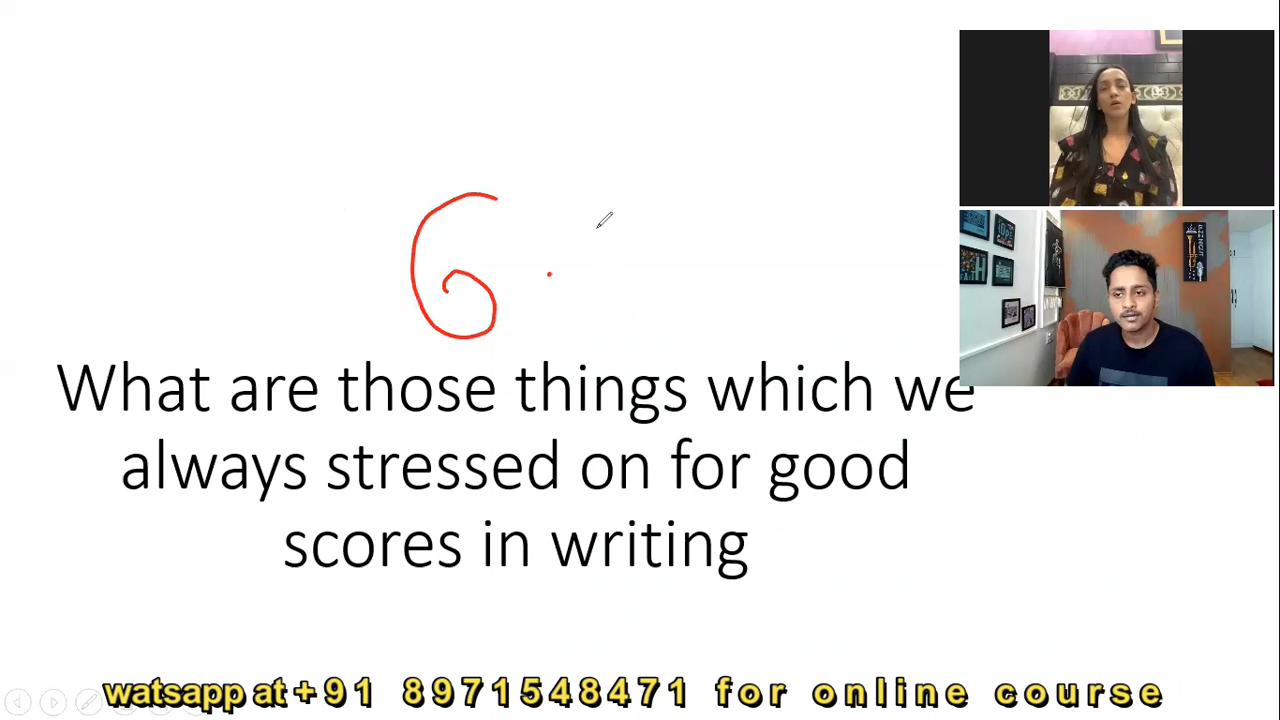 6.
What are those things which we
always stressed on for good
scores in writing
watsapp at +91 8971548471 for online course